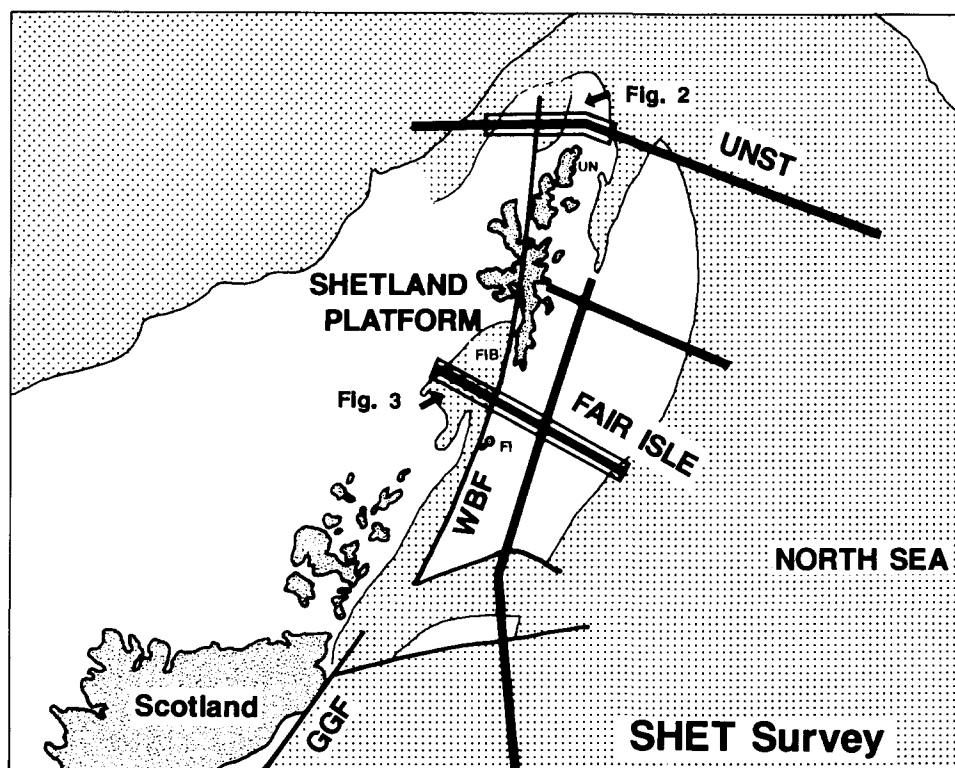 Fig. 2
UNST
UN
SHETLAND
PLATFORM
FIB
Fig. 3
FAIR ISLE
FI
WBF
NORTH SEA
Scotland
GGF
SHET Survey